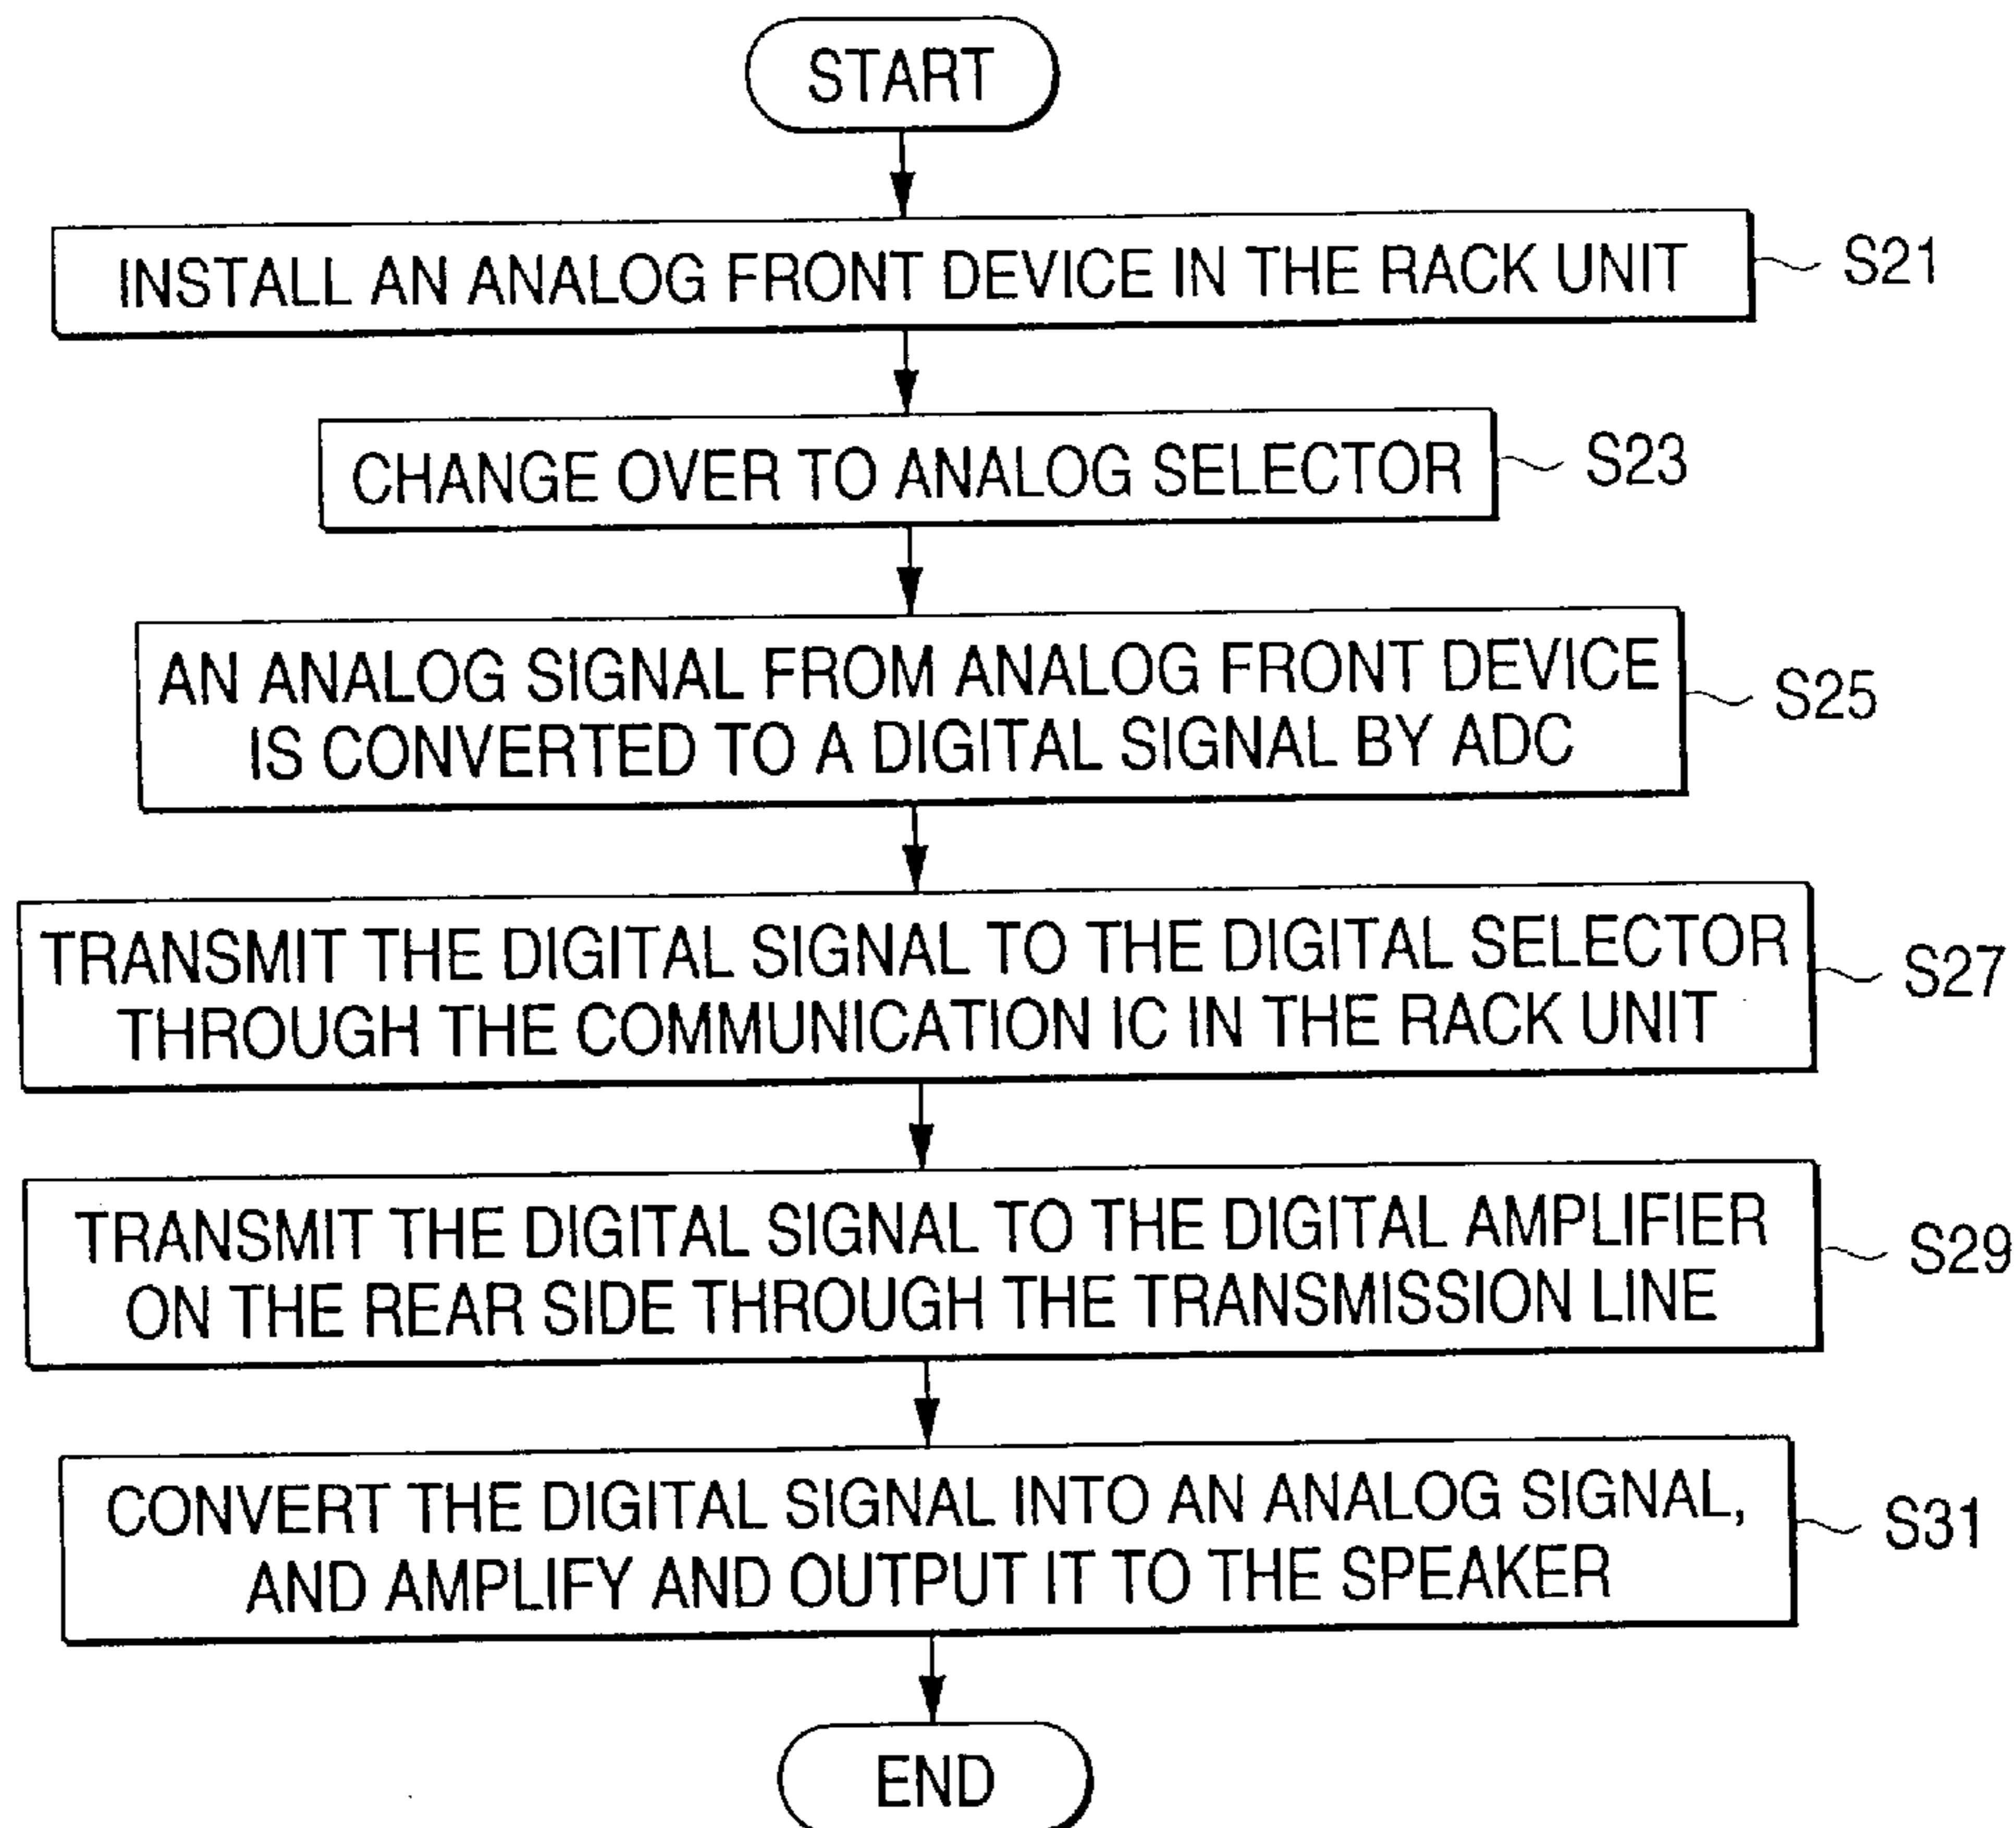 START
INSTALL AN ANALOG FRONT DEVICE IN THE RACK UNIT
S21
CHANGE OVER TO ANALOG SELECTOR
S23
AN ANALOG SIGNAL FROM ANALOG FRONT DEVICE
IS CONVERTED TO A DIGITAL SIGNAL BY ADC
S25
TRANSMIT THE DIGITAL SIGNAL TO THE DIGITAL SELECTOR
THROUGH THE COMMUNICATION IC IN THE RACK UNIT
S27
TRANSMIT THE DIGITAL SIGNAL TO THE DIGITAL AMPLIFIER
ON THE REAR SIDE THROUGH THE TRANSMISSION LINE
S29
CONVERT THE DIGITAL SIGNAL INTO AN ANALOG SIGNAL,
AND AMPLIFY AND OUTPUT IT TO THE SPEAKER
S31
END